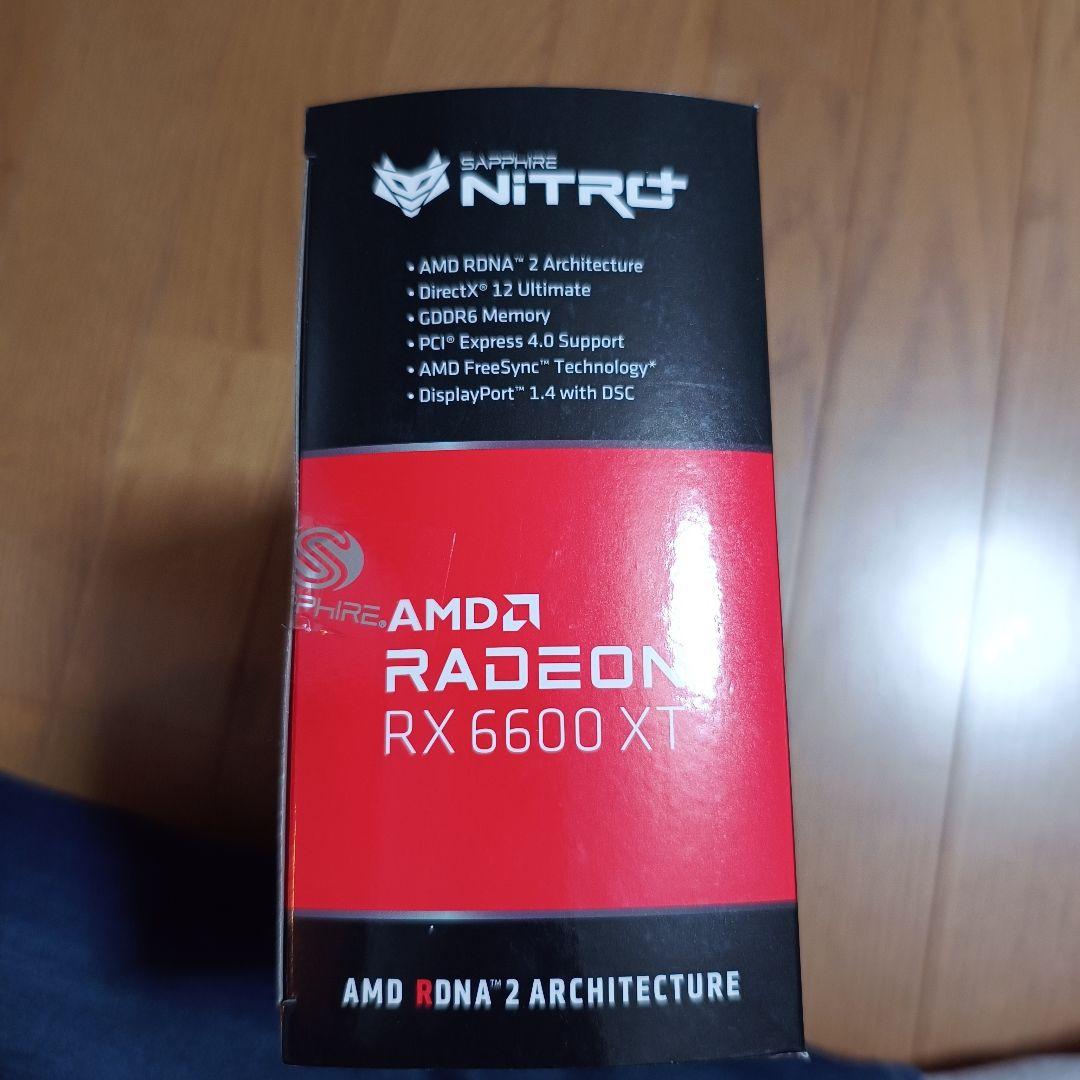 SAPPHIRE
NiTRO+
• AMD RDNA™ 2 Architecture
• DirectX® 12 Ultimate
• GDDR6 Memory
• PCI® Express 4.0 Support
• AMD FreeSync™ Technology*
• DisplayPort™ 1.4 with DSC
PPHIRE®
AMD
RADEON
RX 6600 XT
AMD RDNA™ 2 ARCHITECTURE